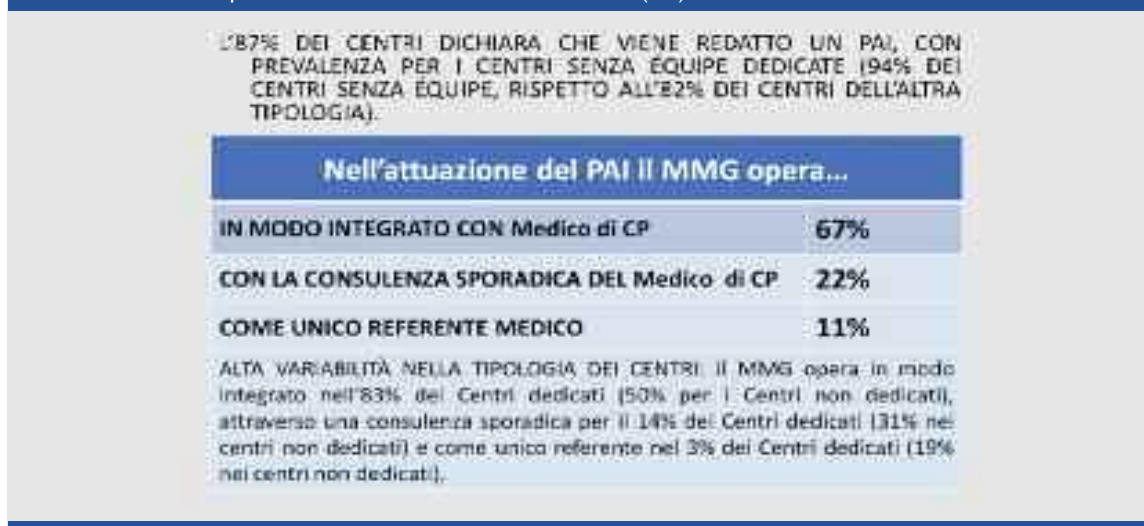 L'87% DEI CENTRI DICHIARA CHE VIENE REDATTO UN PAI, CON
PREVALENZA PER I CENTRI SENZA ÉQUIPE DEDICATE (94% DEI
CENTRI SENZA ÉQUIPE, RISPETTO ALL'82% DEI CENTRI DELL'ALTRA
TIPOLOGIA).
Nell'attuazione del PAI il MMG opera...
IN MODO INTEGRATO CON Medico di CP 67%
CON LA CONSULENZA SPORADICA DEL Medico di CP 22%
COME UNICO REFERENTE MEDICO 11%
ALTA VARIABILITÀ NELLA TIPOLOGIA DEI CENTRI: il MMG opera in modo
integrato nell'83% dei Centri dedicati (50% per i Centri non dedicati),
attraverso una consulenza sporadica per il 14% dei Centri dedicati (31% nei
centri non dedicati) e come unico referente nel 3% dei Centri dedicati (19%
nei centri non dedicati).